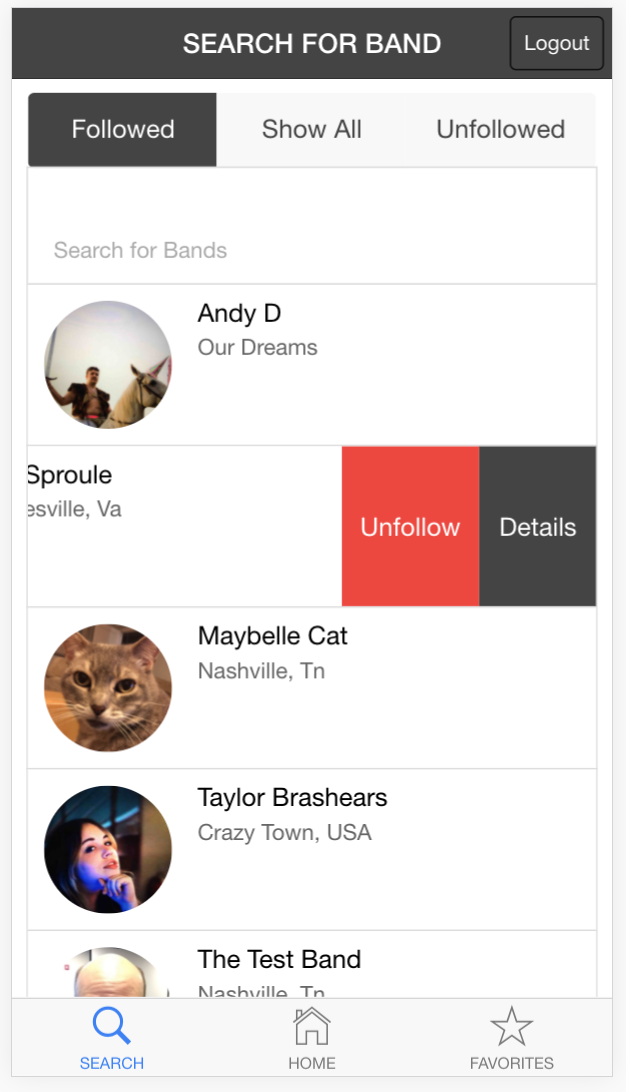 SEARCH FOR BAND
Logout
Followed
Show All
Unfollowed
Search for Bands
Andy D
Our Dreams
Sproule
esville, Va
Unfollow
Details
Maybelle Cat
Nashville, Tn
Taylor Brashears
Crazy Town, USA
The Test Band
Nashville, Tn
SEARCH
HOME
FAVORITES